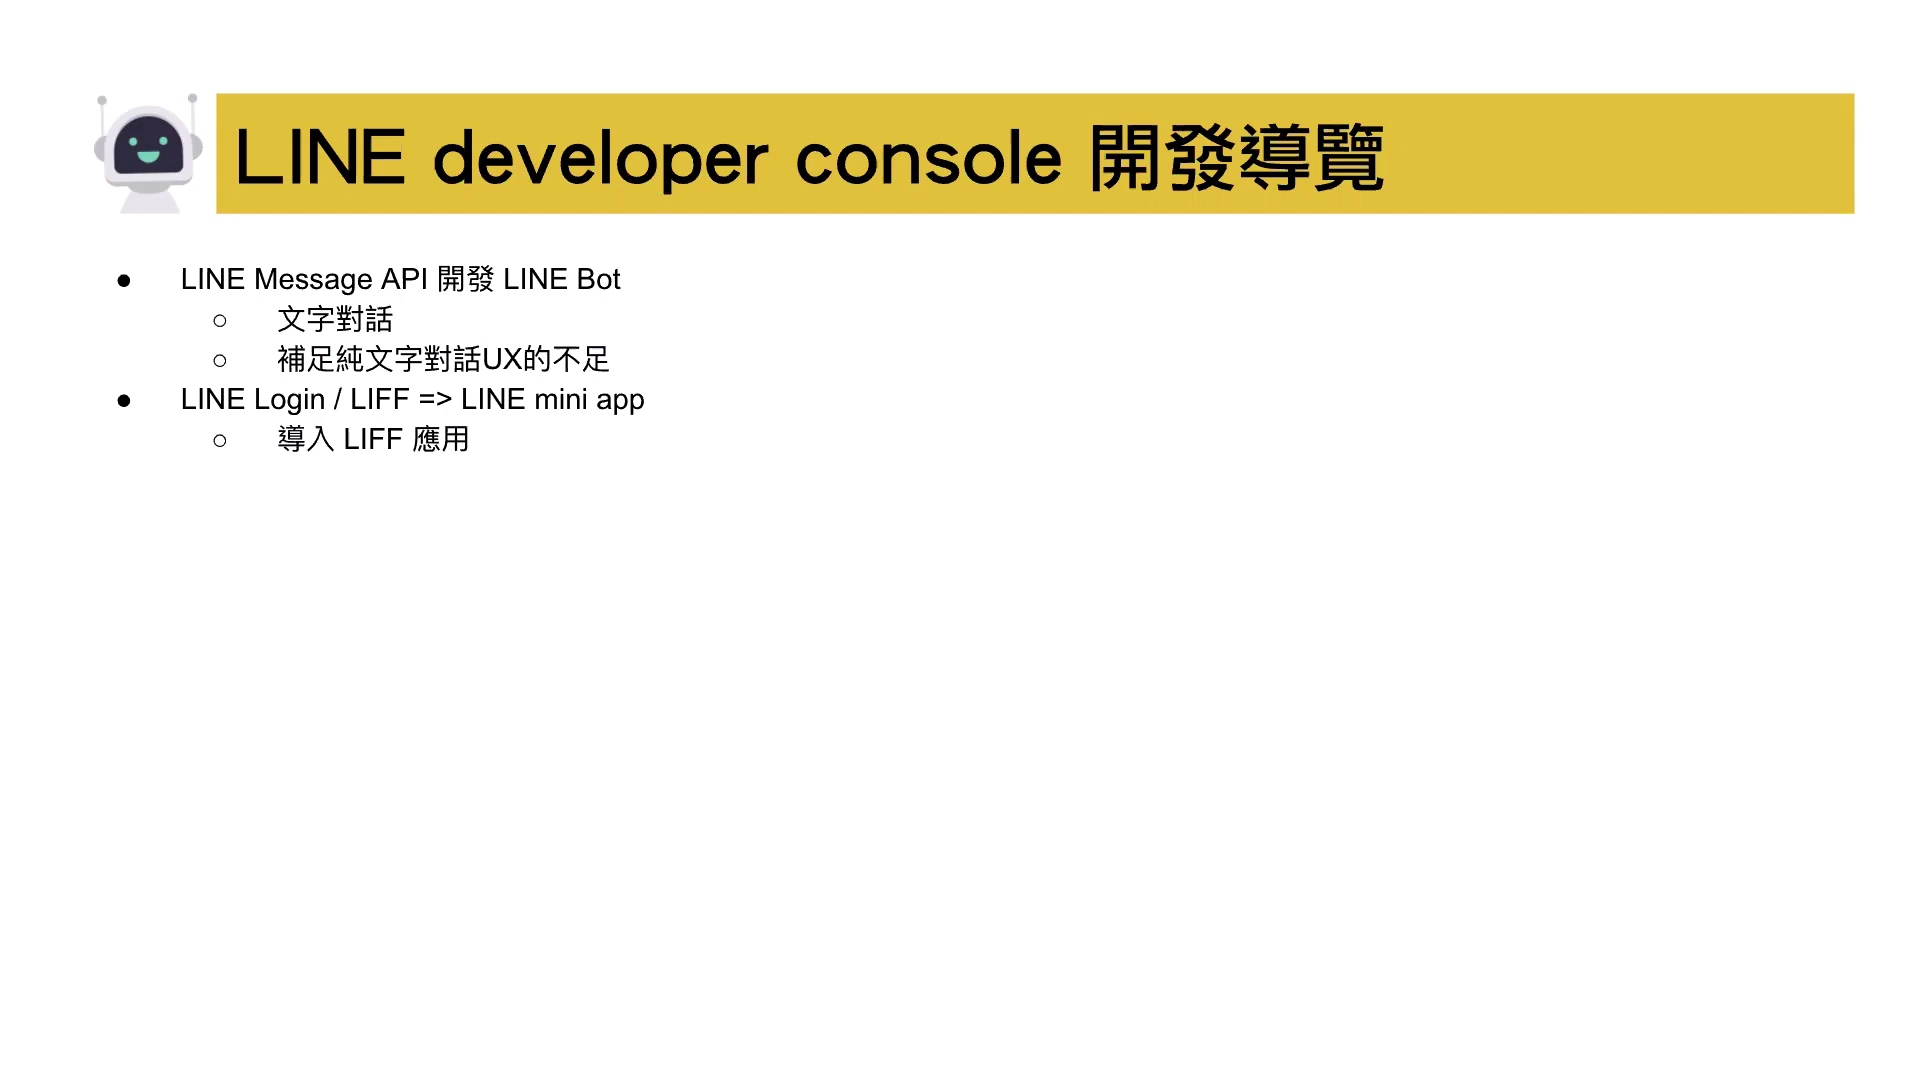 LINE developer console 開發導覽
● LINE Message API 開發 LINE Bot
○ 文字對話
○ 補足純文字對話UX的不足
● LINE Login / LIFF => LINE mini app
○ 導入 LIFF 應用